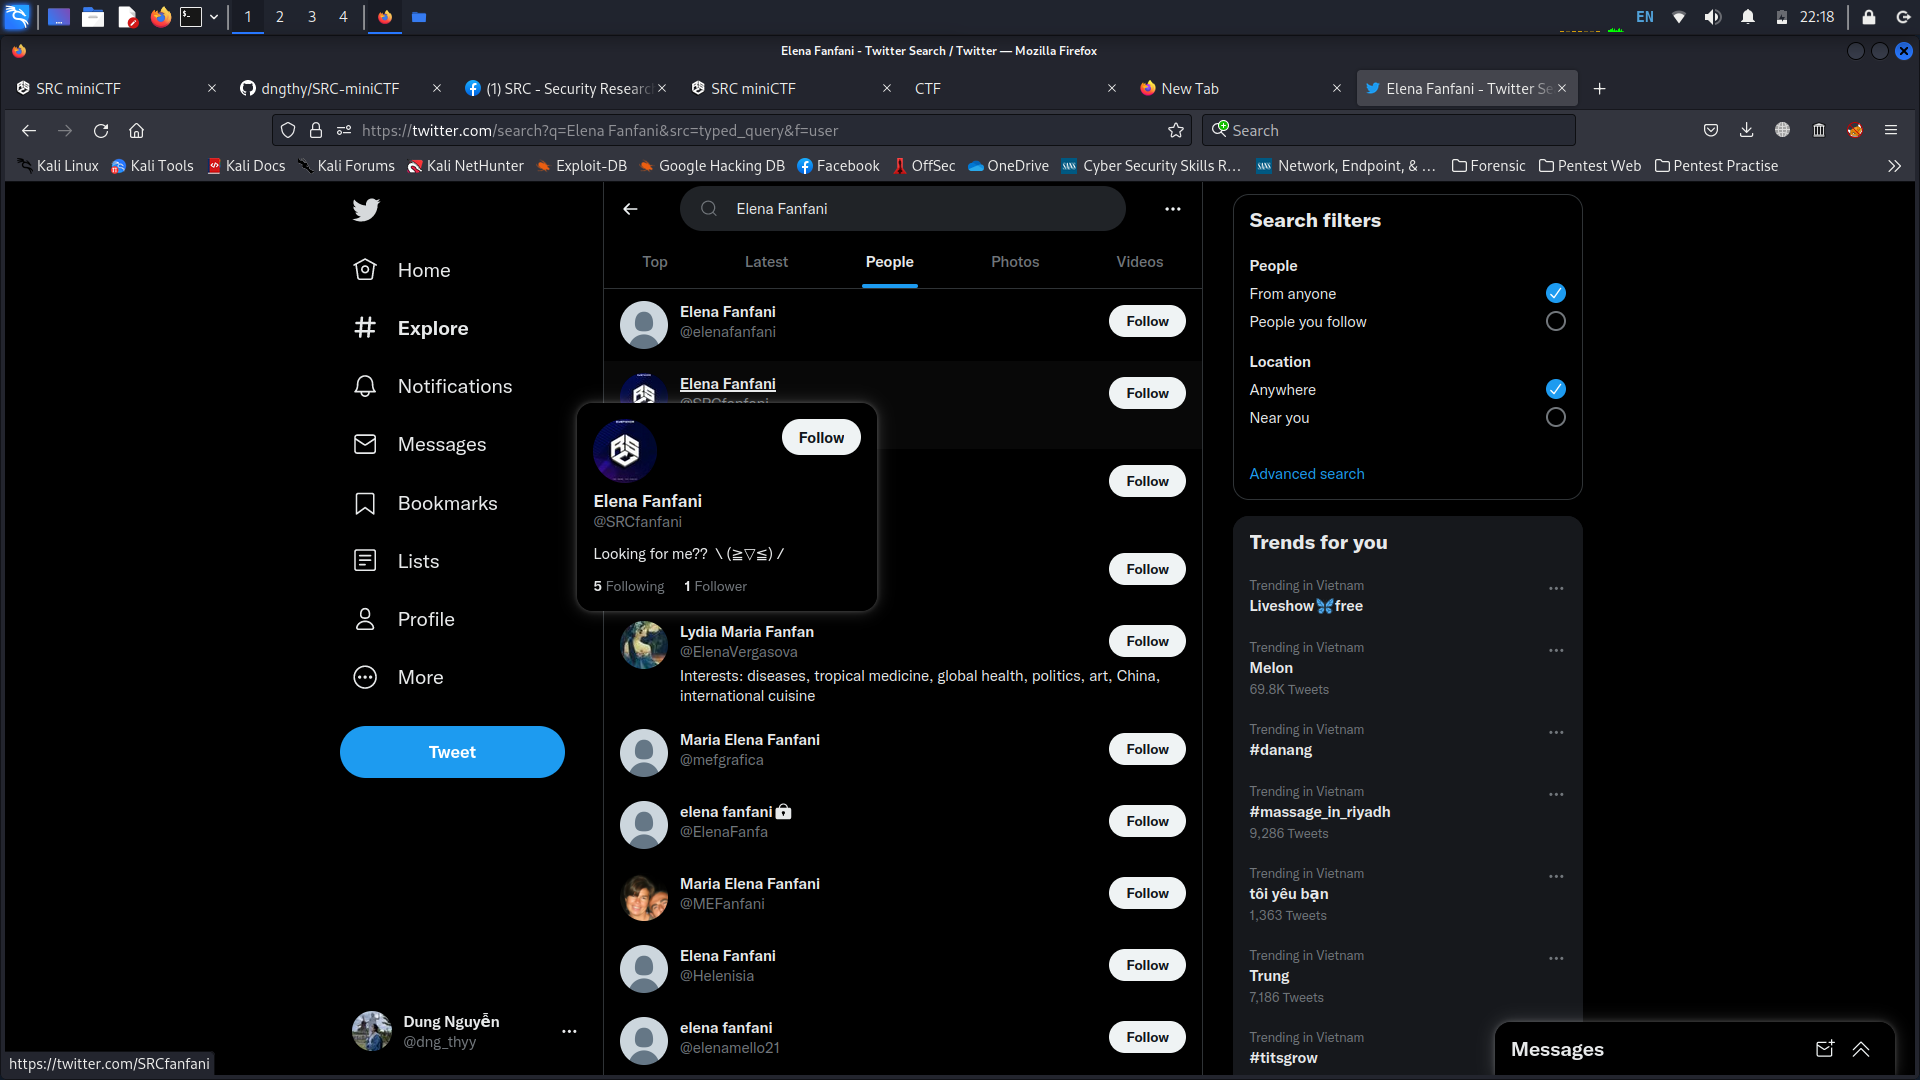 1 2 3 4
EN 22:18
Elena Fanfani - Twitter Search / Twitter — Mozilla Firefox
SRC miniCTF
dngthy/SRC-miniCTF
(1) SRC - Security Researc
SRC miniCTF
CTF
New Tab
Elena Fanfani - Twitter Se
https://twitter.com/search?q=Elena Fanfani&src=typed_query&f=user
Search
Kali Linux
Kali Tools
Kali Docs
Kali Forums
Kali NetHunter
Exploit-DB
Google Hacking DB
Facebook
OffSec
OneDrive
Cyber Security Skills R...
Network, Endpoint, & ...
Forensic
Pentest Web
Pentest Practise
Home
Explore
Notifications
Messages
Bookmarks
Lists
Profile
More
Tweet
Dung Nguyễn
@dng_thyy
https://twitter.com/SRCfanfani
Elena Fanfani
Top Latest People Photos Videos
Elena Fanfani
@elenafanfani
Follow
Elena Fanfani
@SRCfanfani
Follow
Follow
Elena Fanfani
@SRCfanfani
Looking for me?? \(≧▽≦)/
5 Following 1 Follower
Follow
Follow
Lydia Maria Fanfan
@ElenaVergasova
Follow
Interests: diseases, tropical medicine, global health, politics, art, China,
international cuisine
Maria Elena Fanfani
@mefgrafica
Follow
elena fanfani
@ElenaFanfa
Follow
Maria Elena Fanfani
@MEFanfani
Follow
Elena Fanfani
@Helenisia
Follow
elena fanfani
@elenamello21
Follow
Search filters
People
From anyone
People you follow
Location
Anywhere
Near you
Advanced search
Trends for you
Trending in Vietnam
Liveshow🦋free
Trending in Vietnam
Melon
69.8K Tweets
Trending in Vietnam
#danang
Trending in Vietnam
#massage_in_riyadh
9,286 Tweets
Trending in Vietnam
tôi yêu bạn
1,363 Tweets
Trending in Vietnam
Trung
7,186 Tweets
Trending in Vietnam
#titsgrow
Messages